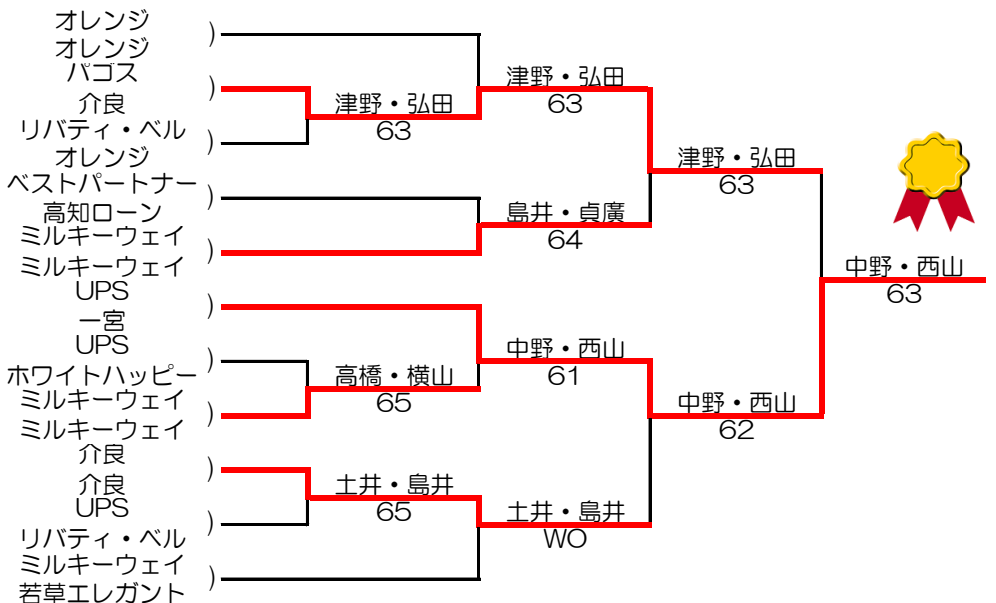 オレンジ
)
オレンジ
パゴス
)
介良
リバティ・ベル
)
オレンジ
ベストパートナー
)
高知ローン
ミルキーウェイ
)
ミルキーウェイ
UPS
)
一宮
UPS
)
ホワイトハッピー
ミルキーウェイ
)
ミルキーウェイ
介良
)
介良
UPS
)
リバティ・ベル
ミルキーウェイ
)
若草エレガント
津野・弘田
63
高橋・横山
65
土井・島井
65
津野・弘田
63
島井・貞廣
64
中野・西山
61
土井・島井
WO
津野・弘田
63
中野・西山
62
中野・西山
63